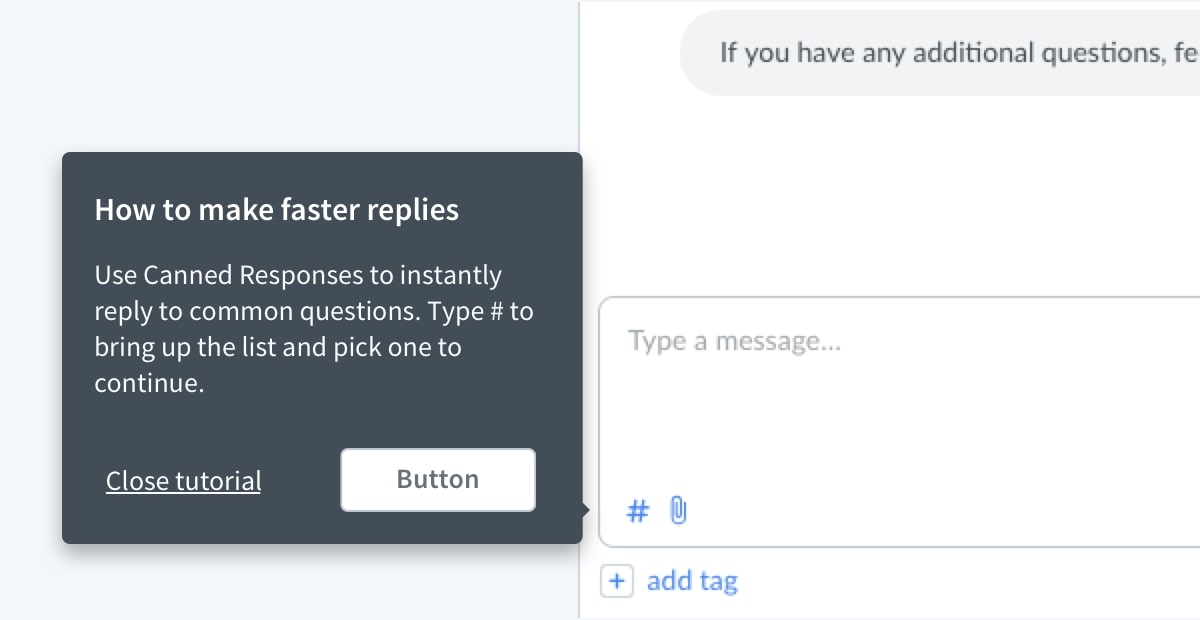 If you have any additional questions, fe
How to make faster replies
Use Canned Responses to instantly
reply to common questions. Type # to
bring up the list and pick one to
continue.
Close tutorial
Button
Type a message...
#
+ add tag